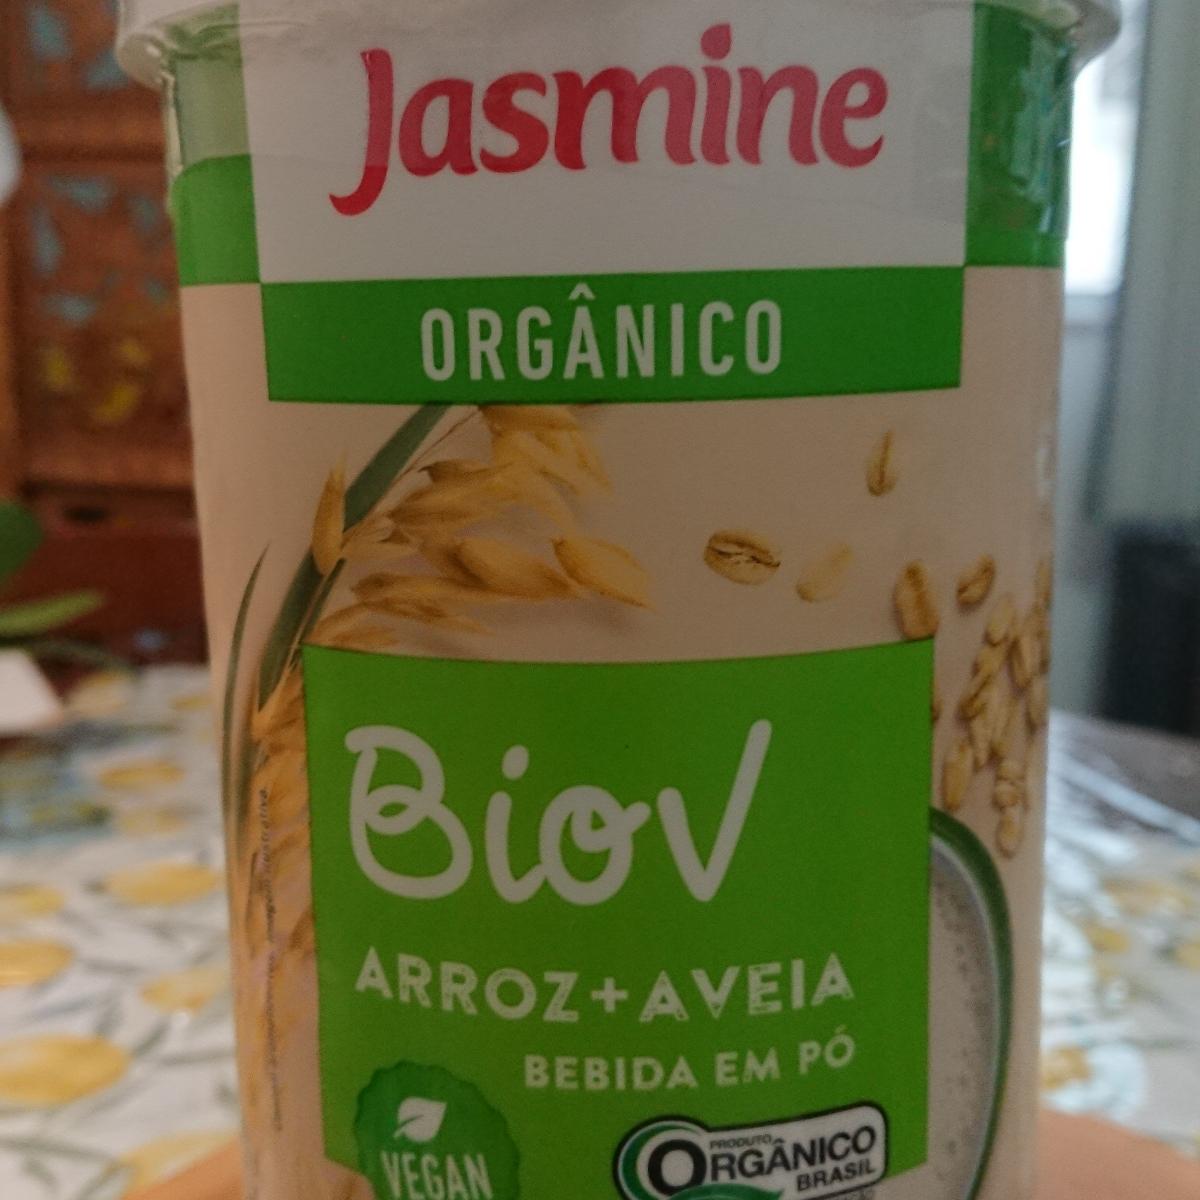 Jasmine
ORGÂNICO
BioV
ARROZ+AVEIA
BEBIDA EM PÓ
VEGAN
PRODUTO
ORGÂNICO
BRASIL